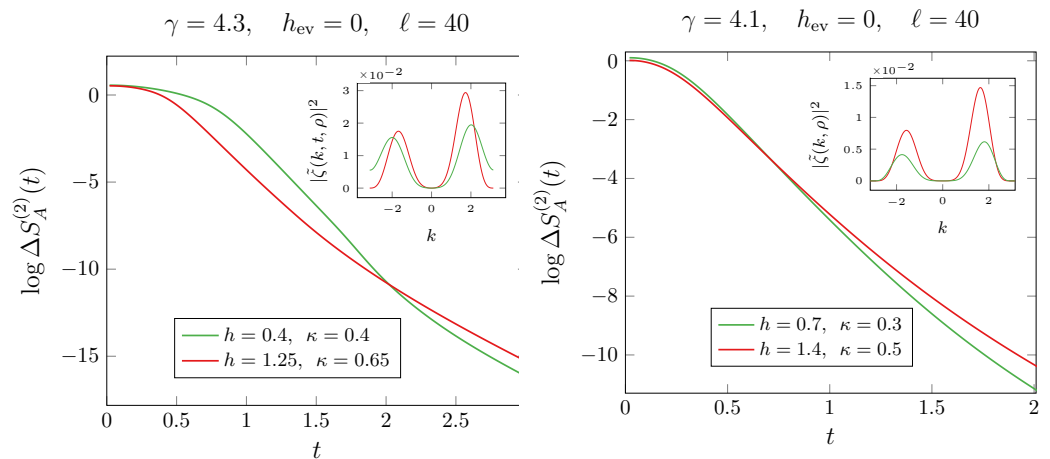 γ = 4.3, h_ev = 0, ℓ = 40
log ΔS_A^(2)(t)
0
−5
−10
−15
0
0.5
1
1.5
2
2.5
t
×10⁻²
|ζ̃(k, t, ρ)|²
3
2
1
0
−2
0
2
k
h = 0.4, κ = 0.4
h = 1.25, κ = 0.65
γ = 4.1, h_ev = 0, ℓ = 40
log ΔS_A^(2)(t)
0
−2
−4
−6
−8
−10
0
0.5
1
1.5
2
t
×10⁻²
|ζ̃(k, ρ)|²
1.5
1
0.5
0
−2
0
2
k
h = 0.7, κ = 0.3
h = 1.4, κ = 0.5